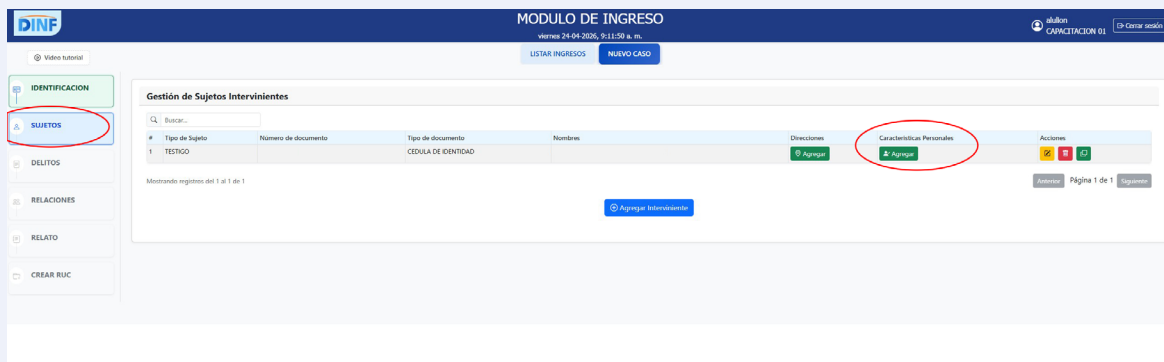 DINF
MODULO DE INGRESO
viernes 24-04-2026, 9:11:50 a. m.
alullon
CAPACITACION 01
Cerrar sesión
Video tutorial
LISTAR INGRESOS
NUEVO CASO
IDENTIFICACION
SUJETOS
DELITOS
RELACIONES
RELATO
CREAR RUC
Gestión de Sujetos Intervinientes
Buscar...
# Tipo de Sujeto Número de documento Tipo de documento Nombres Direcciones Caracteristicas Personales Acciones
1 TESTIGO CEDULA DE IDENTIDAD Agregar Agregar
Mostrando registros del 1 al 1 de 1
Anterior Página 1 de 1 Siguiente
Agregar Interviniente